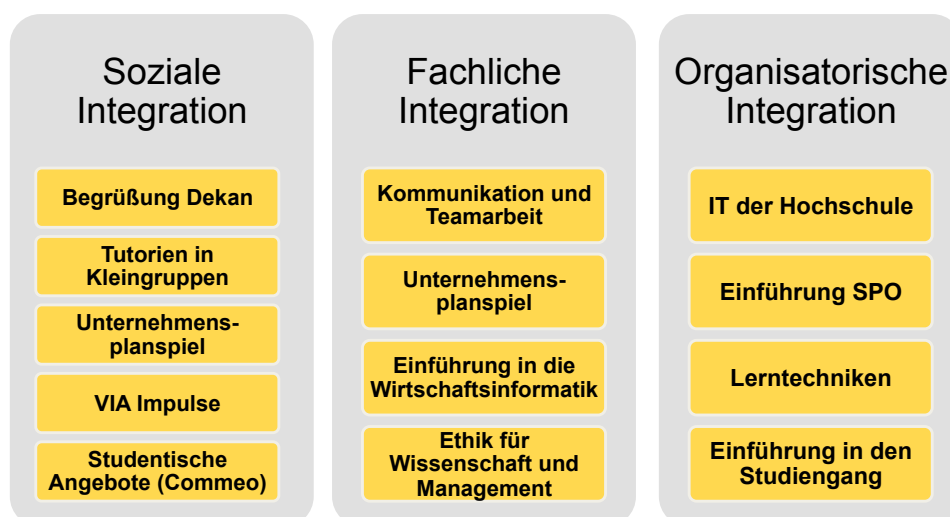 Soziale
Integration
Begrüßung Dekan
Tutorien in
Kleingruppen
Unternehmens-
planspiel
VIA Impulse
Studentische
Angebote (Commeo)
Fachliche
Integration
Kommunikation und
Teamarbeit
Unternehmens-
planspiel
Einführung in die
Wirtschaftsinformatik
Ethik für
Wissenschaft und
Management
Organisatorische
Integration
IT der Hochschule
Einführung SPO
Lerntechniken
Einführung in den
Studiengang